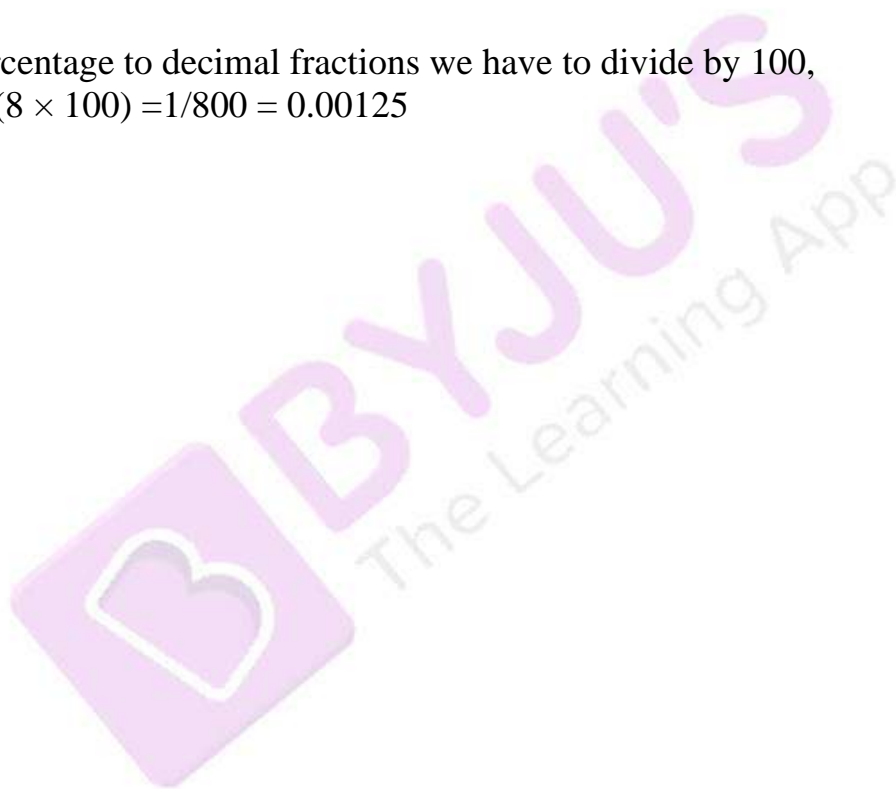 rcentage to decimal fractions we have to divide by 100,
(8 × 100) =1/800 = 0.00125
BYJU'S
The Learning App